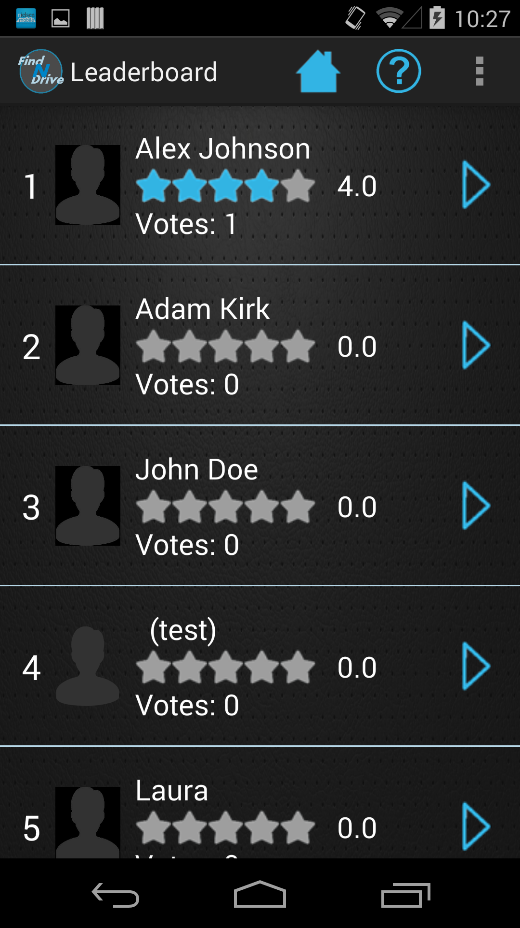 10:27
Find
N
Drive
Leaderboard
?
1
Alex Johnson
4.0
Votes: 1
2
Adam Kirk
0.0
Votes: 0
3
John Doe
0.0
Votes: 0
4
(test)
0.0
Votes: 0
5
Laura
0.0